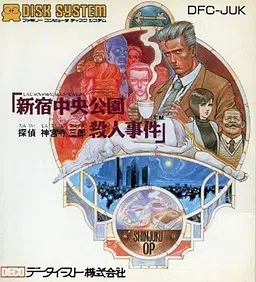 DISK SYSTEM
ファミリー コンピュータ ディスク システム
DFC-JUK
「新宿中央公園
探偵 神宮寺三郎 殺人事件」
TM
SHINJUKU
OP
DECO データイースト株式会社